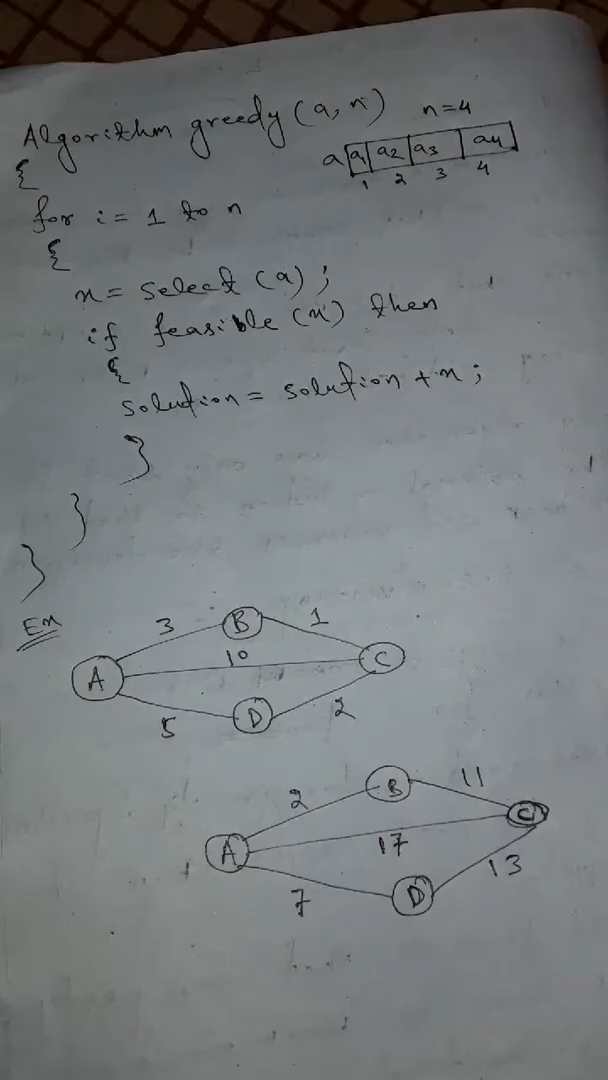 Algorithm greedy (a, n) n=4
{
a a1 a2 a3 a4
1 2 3 4
for i = 1 to n
{
x = select (a) ;
if feasible (x) then
{
solution = solution + x ;
}
}
}
Ex
3 B 1
A 10 C
5 D 2
2 B 11
A 17 C
7 D 13